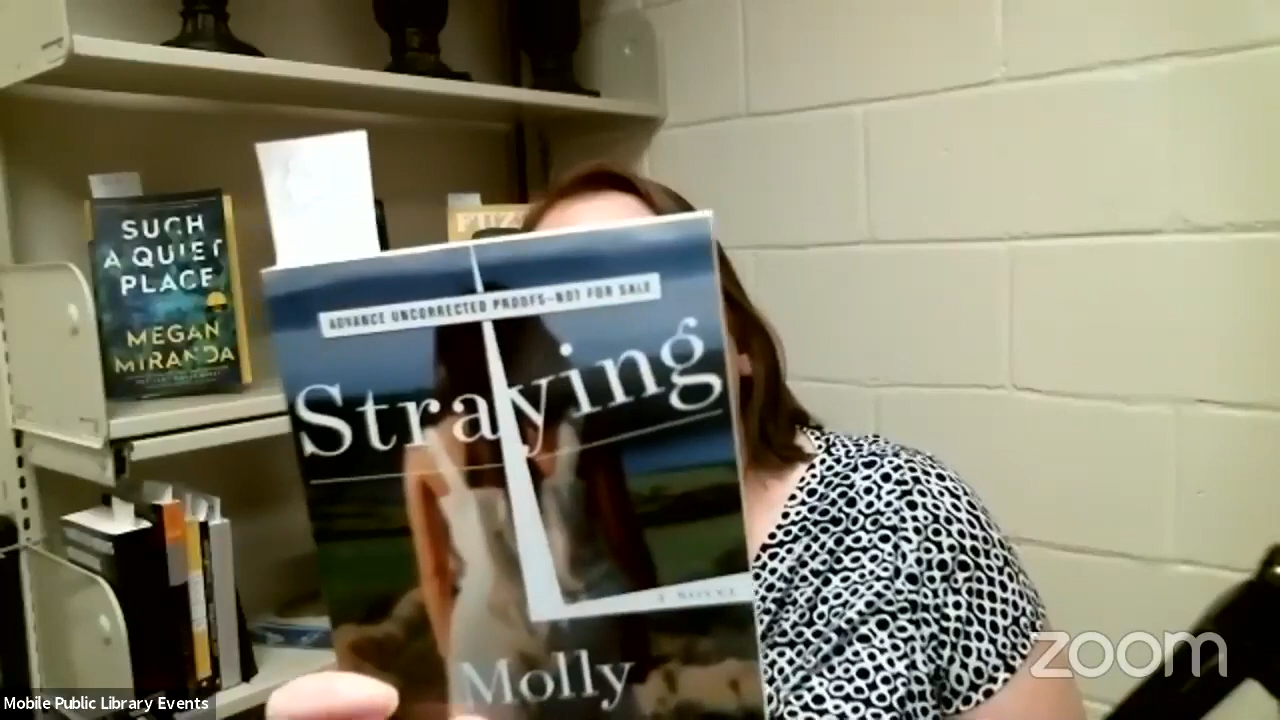 SUCH
A QUIET
PLACE
MEGAN
MIRANDA
ADVANCE UNCORRECTED PROOFS—NOT FOR SALE
Straying
A NOVEL
Molly
zoom
Mobile Public Library Events